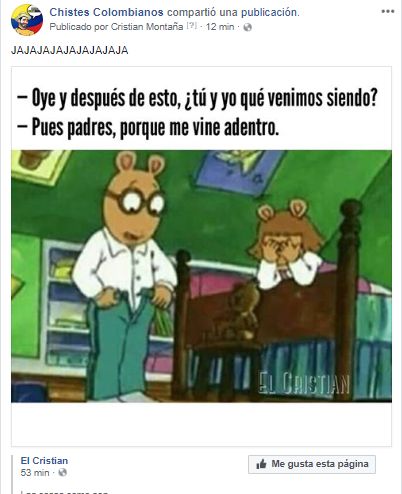 Chistes Colombianos compartió una publicación.
Publicado por Cristian Montaña [?] · 12 min ·
JAJAJAJAJAJAJAJAJA
– Oye y después de esto, ¿tú y yo qué venimos siendo?
– Pues padres, porque me vine adentro.
EL CRISTIAN
El Cristian
53 min ·
Me gusta esta página